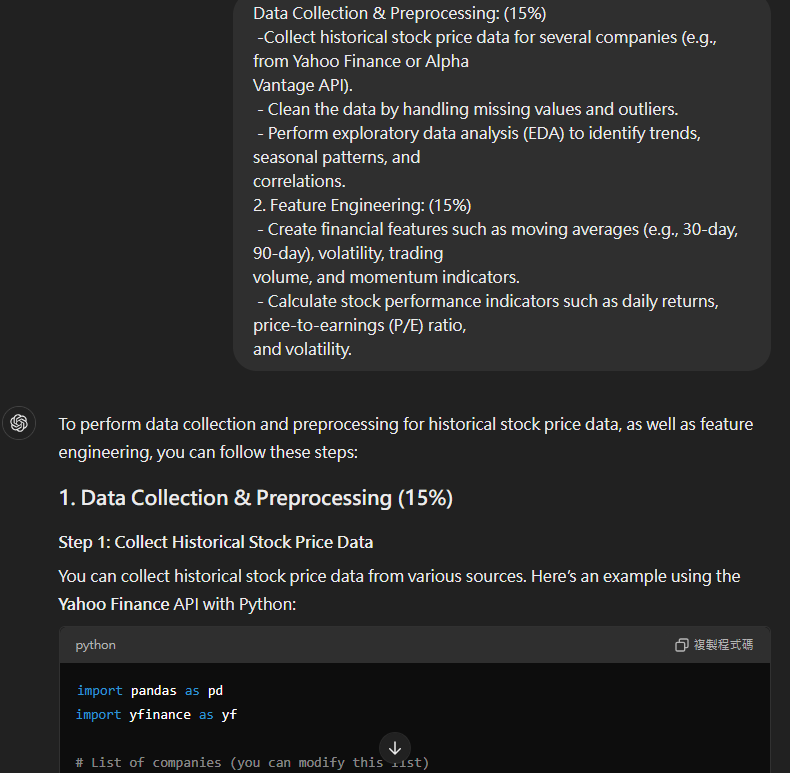 Data Collection & Preprocessing: (15%)
-Collect historical stock price data for several companies (e.g.,
from Yahoo Finance or Alpha
Vantage API).
- Clean the data by handling missing values and outliers.
- Perform exploratory data analysis (EDA) to identify trends,
seasonal patterns, and
correlations.
2. Feature Engineering: (15%)
- Create financial features such as moving averages (e.g., 30-day,
90-day), volatility, trading
volume, and momentum indicators.
- Calculate stock performance indicators such as daily returns,
price-to-earnings (P/E) ratio,
and volatility.
To perform data collection and preprocessing for historical stock price data, as well as feature
engineering, you can follow these steps:
1. Data Collection & Preprocessing (15%)
Step 1: Collect Historical Stock Price Data
You can collect historical stock price data from various sources. Here's an example using the
Yahoo Finance API with Python:
python
複製程式碼
import pandas as pd
import yfinance as yf
# List of companies (you can modify this list)